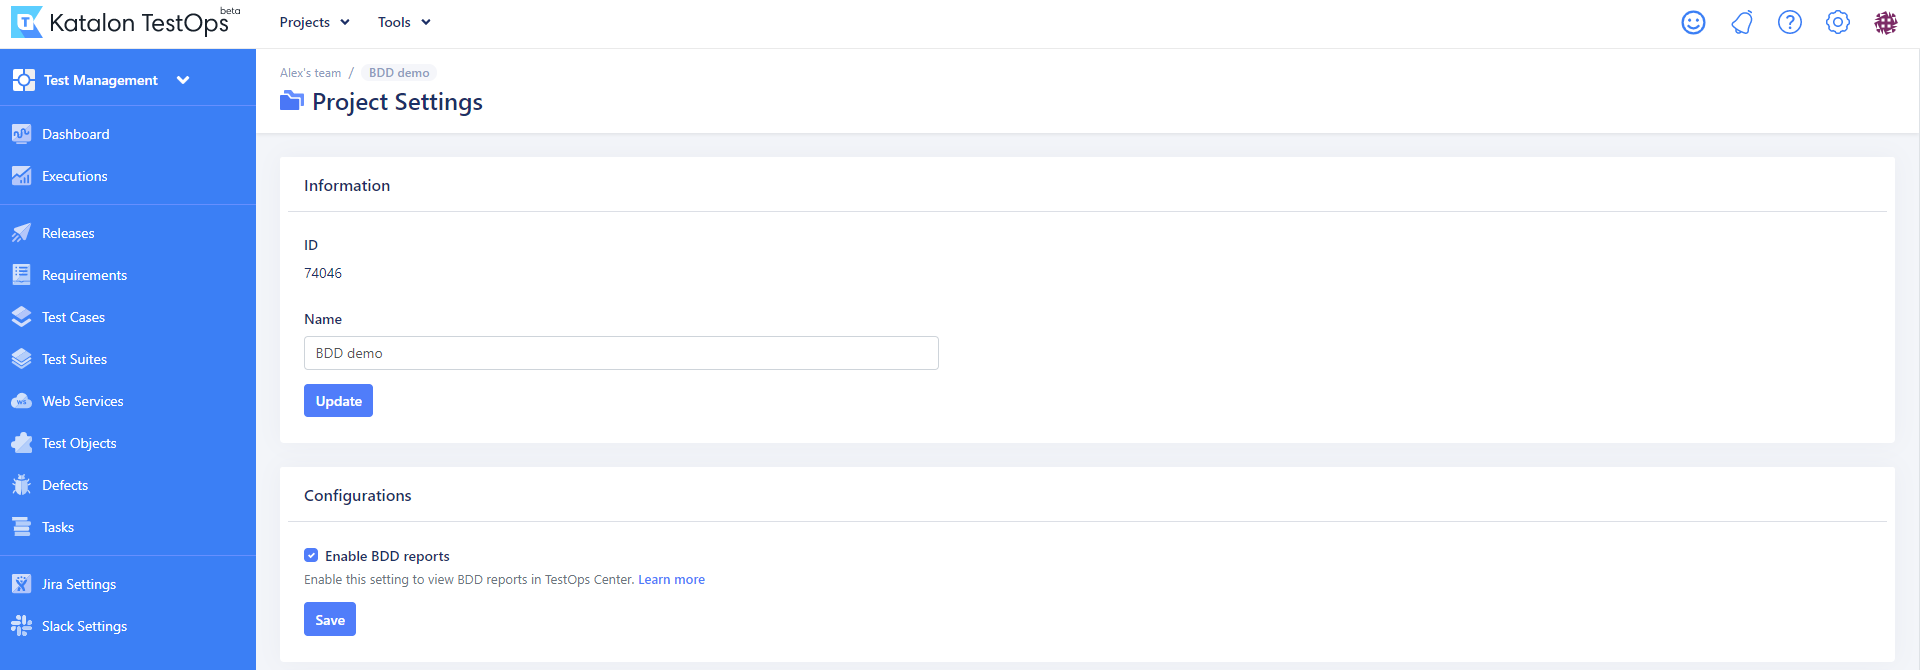 Katalon TestOps beta
Projects
Tools
Test Management
Dashboard
Executions
Releases
Requirements
Test Cases
Test Suites
Web Services
Test Objects
Defects
Tasks
Jira Settings
Slack Settings
Alex's team / BDD demo
Project Settings
Information
ID
74046
Name
BDD demo
Update
Configurations
Enable BDD reports
Enable this setting to view BDD reports in TestOps Center. Learn more
Save